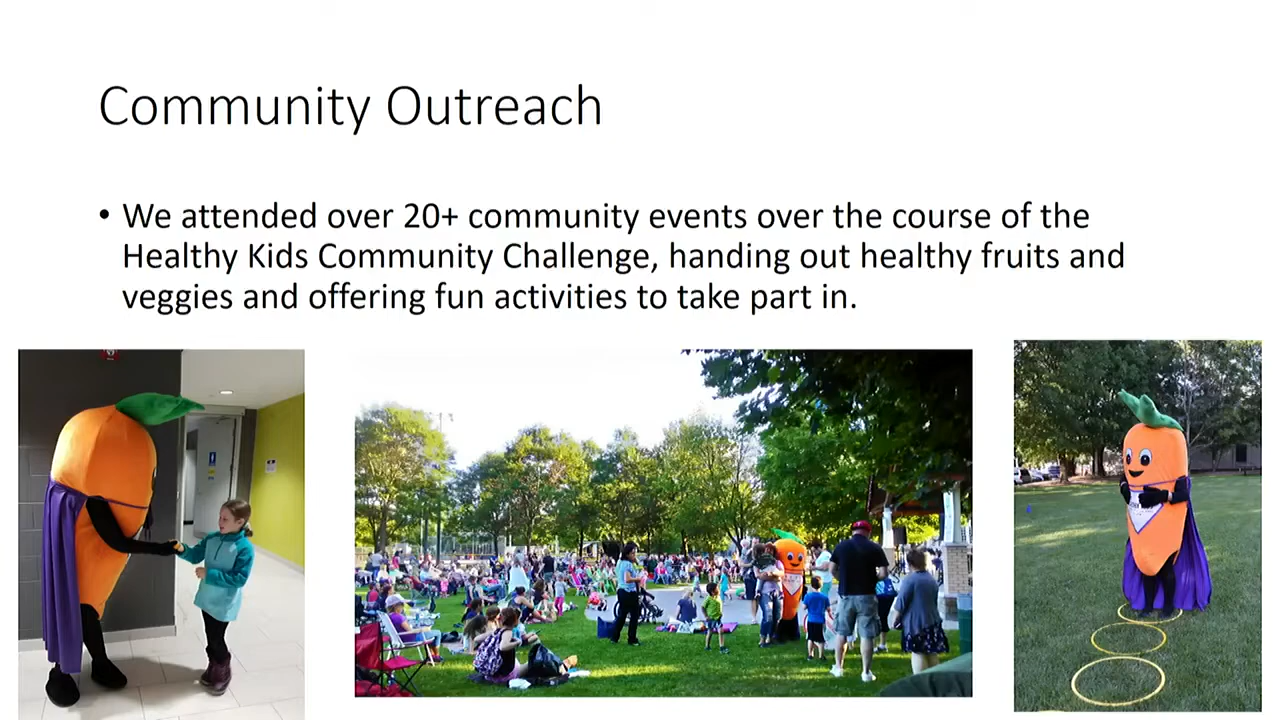 Community Outreach
• We attended over 20+ community events over the course of the
Healthy Kids Community Challenge, handing out healthy fruits and
veggies and offering fun activities to take part in.